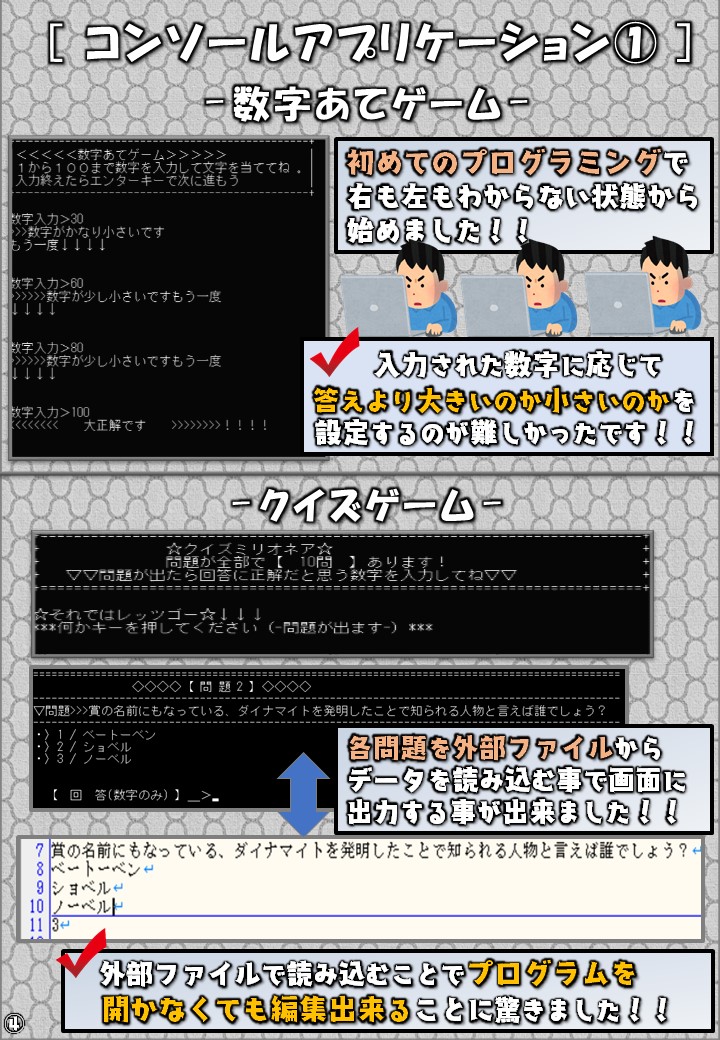 [ コンソールアプリケーション① ]
-数字あてゲーム-
<<<<<数字あてゲーム>>>>>
1から100まで数字を入力して文字を当ててね 。
入力終えたらエンターキーで次に進もう
数字入力>30
>>>数字がかなり小さいです
もう一度↓↓↓↓
数字入力>60
>>>>>数字が少し小さいですもう一度
↓↓↓↓
数字入力>80
>>>>>数字が少し小さいですもう一度
↓↓↓↓
数字入力>100
<<<<<<<< 大正解です >>>>>>>>!!!!
初めてのプログラミングで
右も左もわからない状態から
始めました!!
入力された数字に応じて
答えより大きいのか小さいのかを
設定するのが難しかったです!!
-クイズゲーム-
☆クイズミリオネア☆
問題が全部で【 10問 】あります!
▽▽問題が出たら回答に正解だと思う数字を入力してね▽▽
☆それではレッツゴー☆↓↓↓
***何かキーを押してください (-問題が出ます-) ***
◇◇◇◇【 問 題 2 】◇◇◇◇
▽問題>>>賞の名前にもなっている、ダイナマイトを発明したことで知られる人物と言えば誰でしょう?
・) 1 / ベートーベン
・) 2 / ショベル
・) 3 / ノーベル
【 回 答(数字のみ) 】__>_
各問題を外部ファイルから
データを読み込む事で画面に
出力する事が出来ました!!
7 賞の名前にもなっている、ダイナマイトを発明したことで知られる人物と言えば誰でしょう?↵
8 ベートーベン↵
9 ショベル↵
10 ノーベル↵
11 3↵
外部ファイルで読み込むことでプログラムを
開かなくても編集出来ることに驚きました!!
④